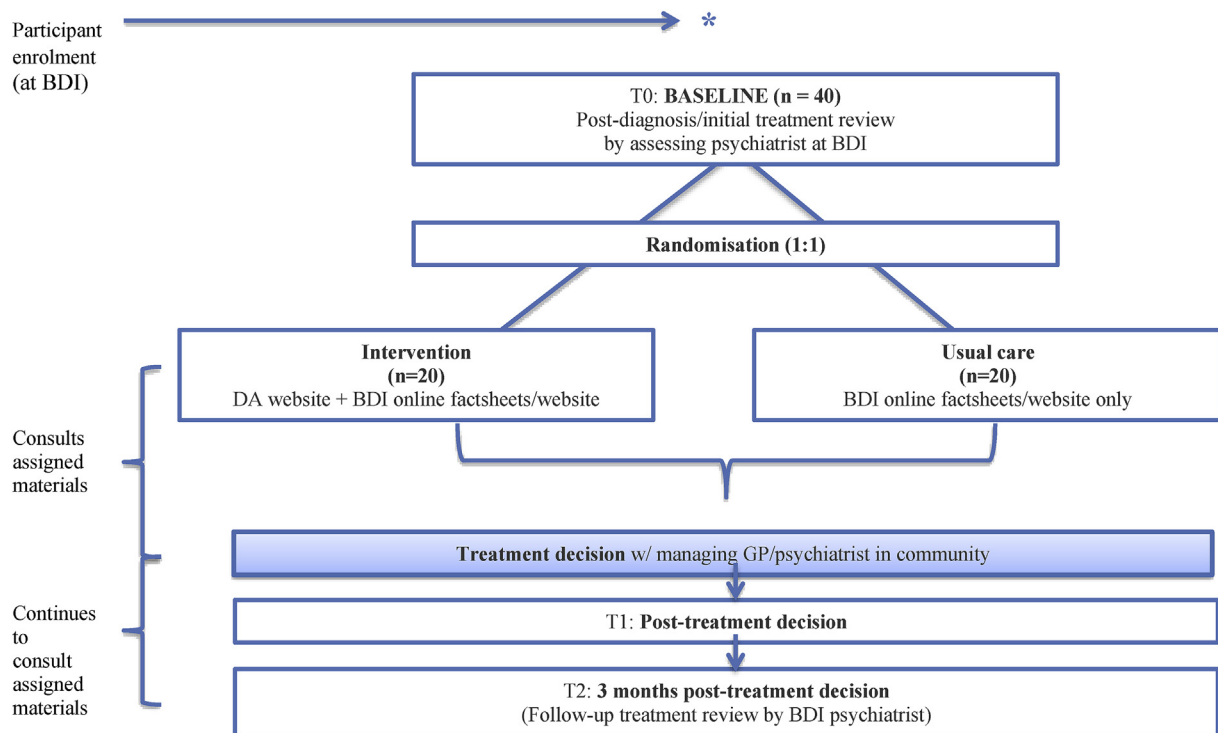 Participant
enrolment
(at BDI)
*
T0: BASELINE (n = 40)
Post-diagnosis/initial treatment review
by assessing psychiatrist at BDI
Randomisation (1:1)
Intervention
(n=20)
DA website + BDI online factsheets/website
Usual care
(n=20)
BDI online factsheets/website only
Consults
assigned
materials
Treatment decision w/ managing GP/psychiatrist in community
T1: Post-treatment decision
Continues
to
consult
assigned
materials
T2: 3 months post-treatment decision
(Follow-up treatment review by BDI psychiatrist)